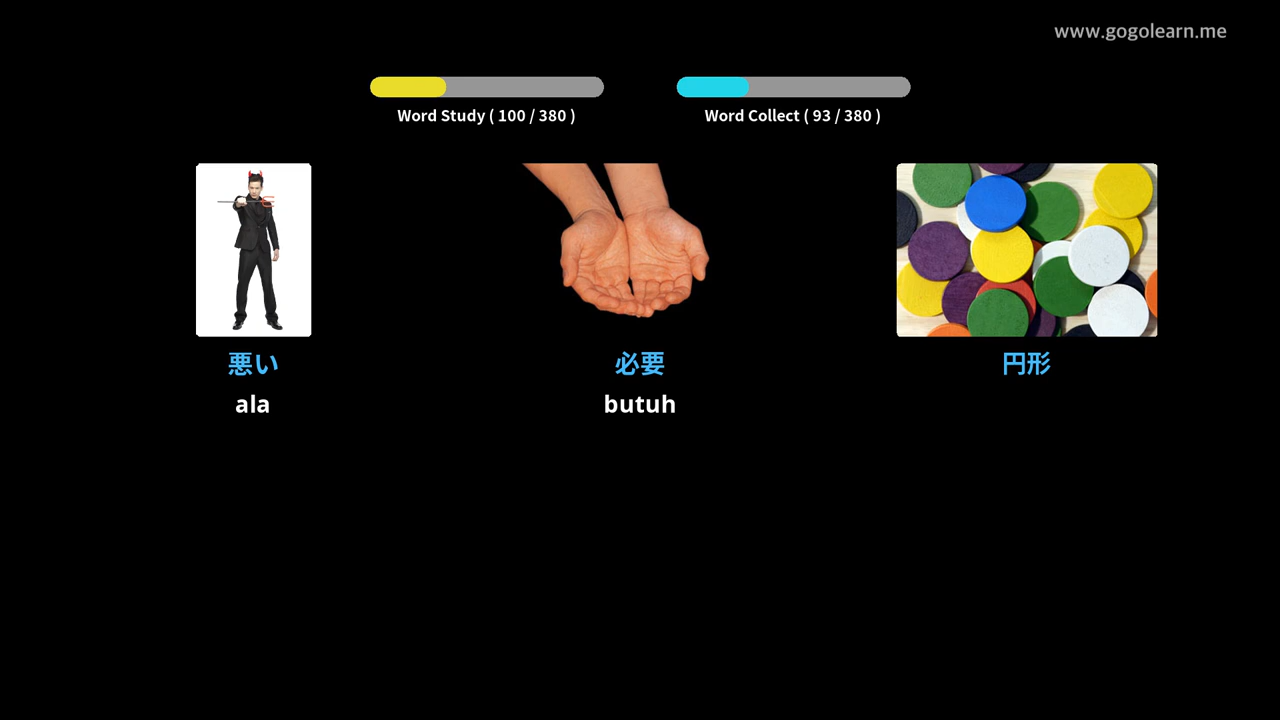 www.gogolearn.me
Word Study ( 100 / 380 )
Word Collect ( 93 / 380 )
悪い
必要
円形
ala
butuh